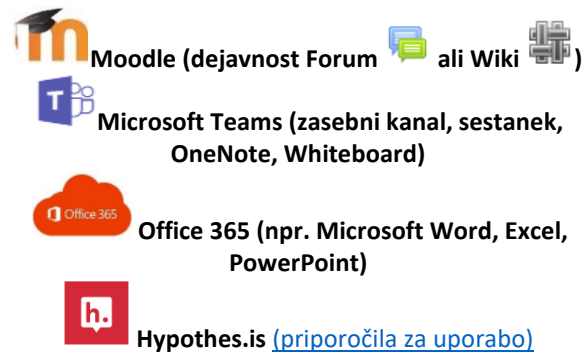 Moodle (dejavnost Forum ali Wiki )
T
Microsoft Teams (zasebni kanal, sestanek,
OneNote, Whiteboard)
Office 365
Office 365 (npr. Microsoft Word, Excel,
PowerPoint)
h.
Hypothes.is (priporočila za uporabo)